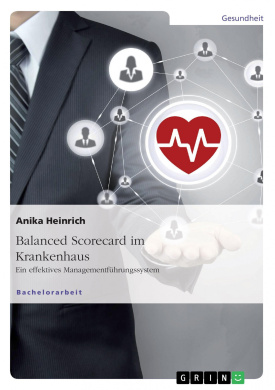 Gesundheit
Anika Heinrich
Balanced Scorecard im
Krankenhaus
Ein effektives Managementführungssystem
Bachelorarbeit
GRIN